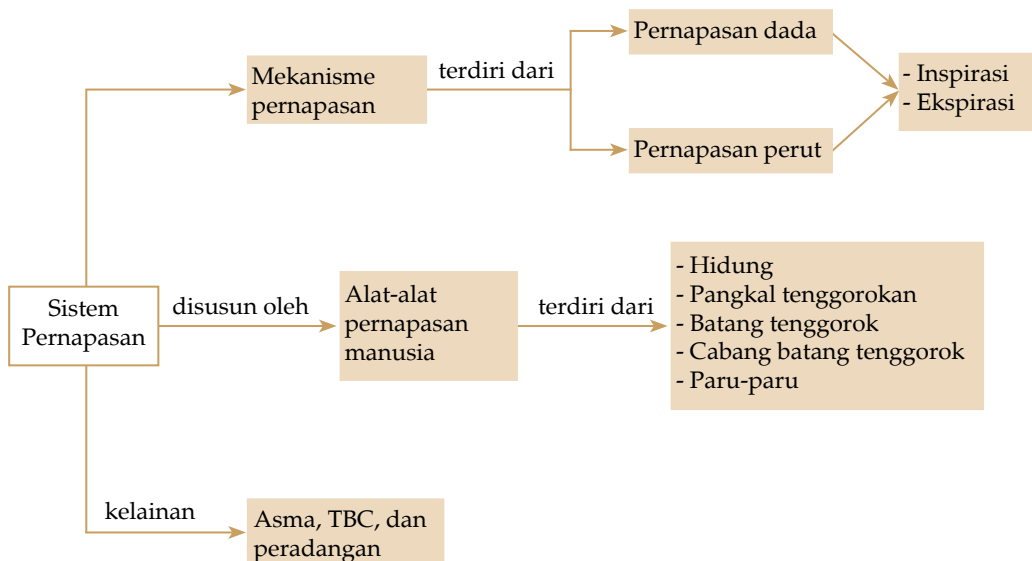 Pernapasan dada
Mekanisme
pernapasan
terdiri dari
- Inspirasi
- Ekspirasi
Pernapasan perut
Sistem
Pernapasan
disusun oleh
Alat-alat
pernapasan
manusia
terdiri dari
- Hidung
- Pangkal tenggorokan
- Batang tenggorok
- Cabang batang tenggorok
- Paru-paru
kelainan
Asma, TBC, dan
peradangan